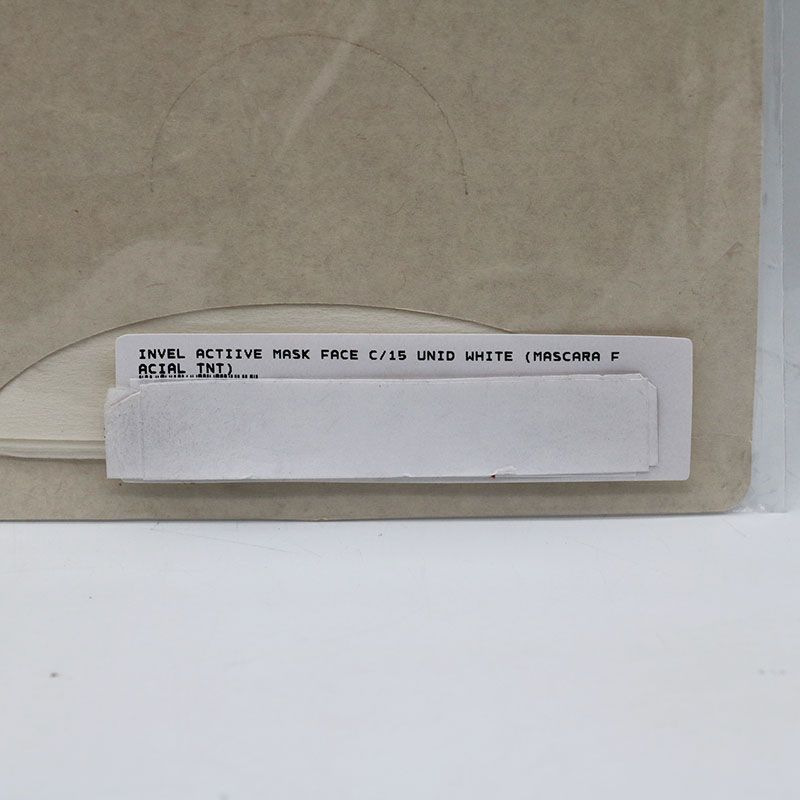 INVEL ACTIIVE MASK FACE C/15 UNID WHITE (MASCARA F
ACIAL TNT)